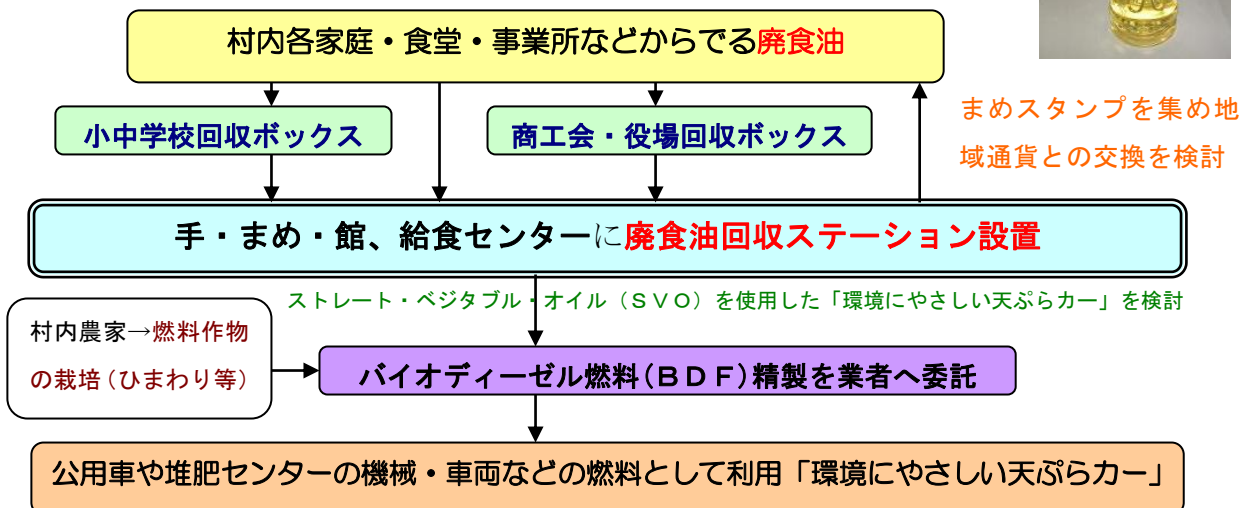 村内各家庭・食堂・事業所などからでる廃食油
小中学校回収ボックス
商工会・役場回収ボックス
まめスタンプを集め地
域通貨との交換を検討
手・まめ・館、給食センターに廃食油回収ステーション設置
ストレート・ベジタブル・オイル（ＳＶＯ）を使用した「環境にやさしい天ぷらカー」を検討
村内農家→燃料作物
の栽培（ひまわり等）
バイオディーゼル燃料（ＢＤＦ）精製を業者へ委託
公用車や堆肥センターの機械・車両などの燃料として利用「環境にやさしい天ぷらカー」